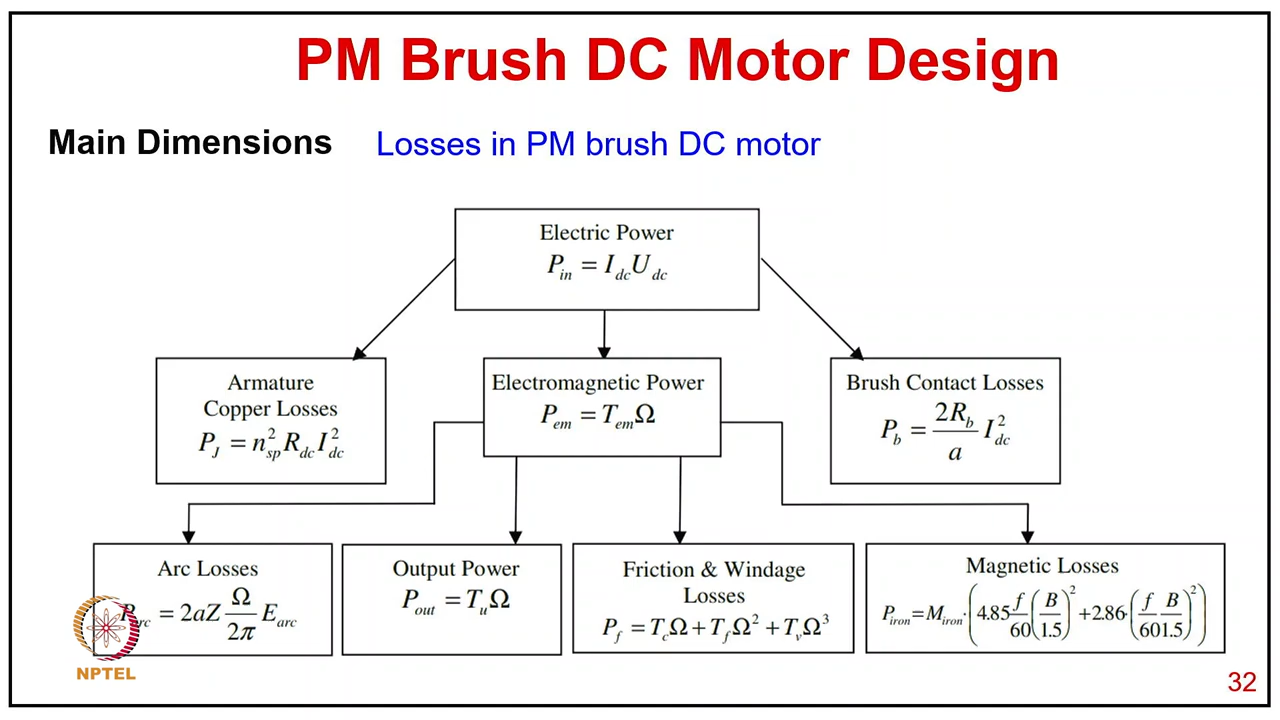 PM Brush DC Motor Design
Main Dimensions Losses in PM brush DC motor
Electric Power
P_in = I_dc U_dc
Armature
Copper Losses
P_J = n_sp^2 R_dc I_dc^2
Electromagnetic Power
P_em = T_em Ω
Brush Contact Losses
P_b = 2R_b/a I_dc^2
Arc Losses
P_arc = 2aZ Ω/2π E_arc
Output Power
P_out = T_u Ω
Friction & Windage
Losses
P_f = T_c Ω + T_f Ω^2 + T_v Ω^3
Magnetic Losses
P_iron = M_iron · (4.85 f/60 (B/1.5)^2 + 2.86 · (f/60 B/1.5)^2)
NPTEL
32